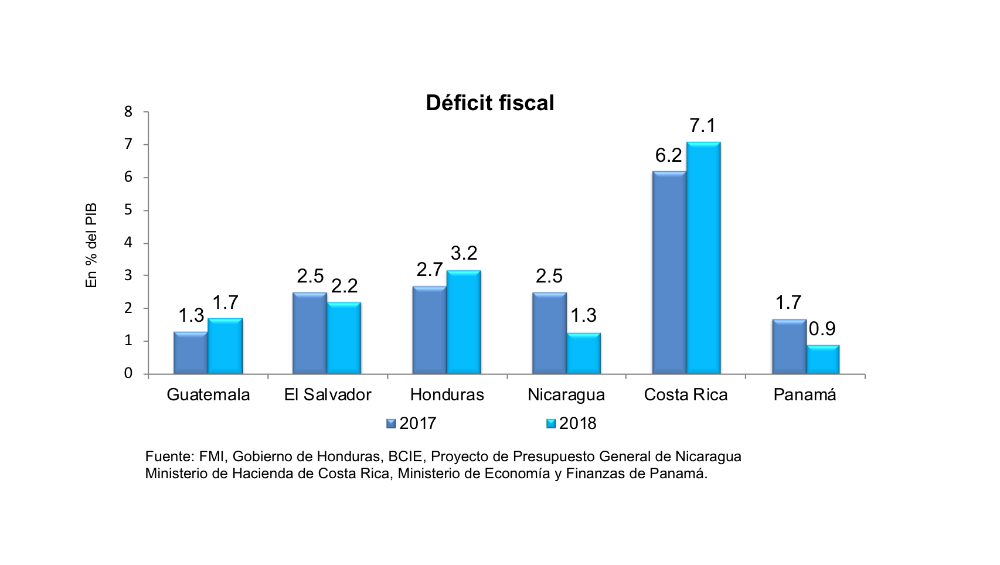 Déficit fiscal
8
7
6
5
4
3
2
1
0
En % del PIB
1.3
1.7
2.5
2.2
2.7
3.2
2.5
1.3
6.2
7.1
1.7
0.9
Guatemala
El Salvador
Honduras
Nicaragua
Costa Rica
Panamá
2017
2018
Fuente: FMI, Gobierno de Honduras, BCIE, Proyecto de Presupuesto General de Nicaragua
Ministerio de Hacienda de Costa Rica, Ministerio de Economía y Finanzas de Panamá.